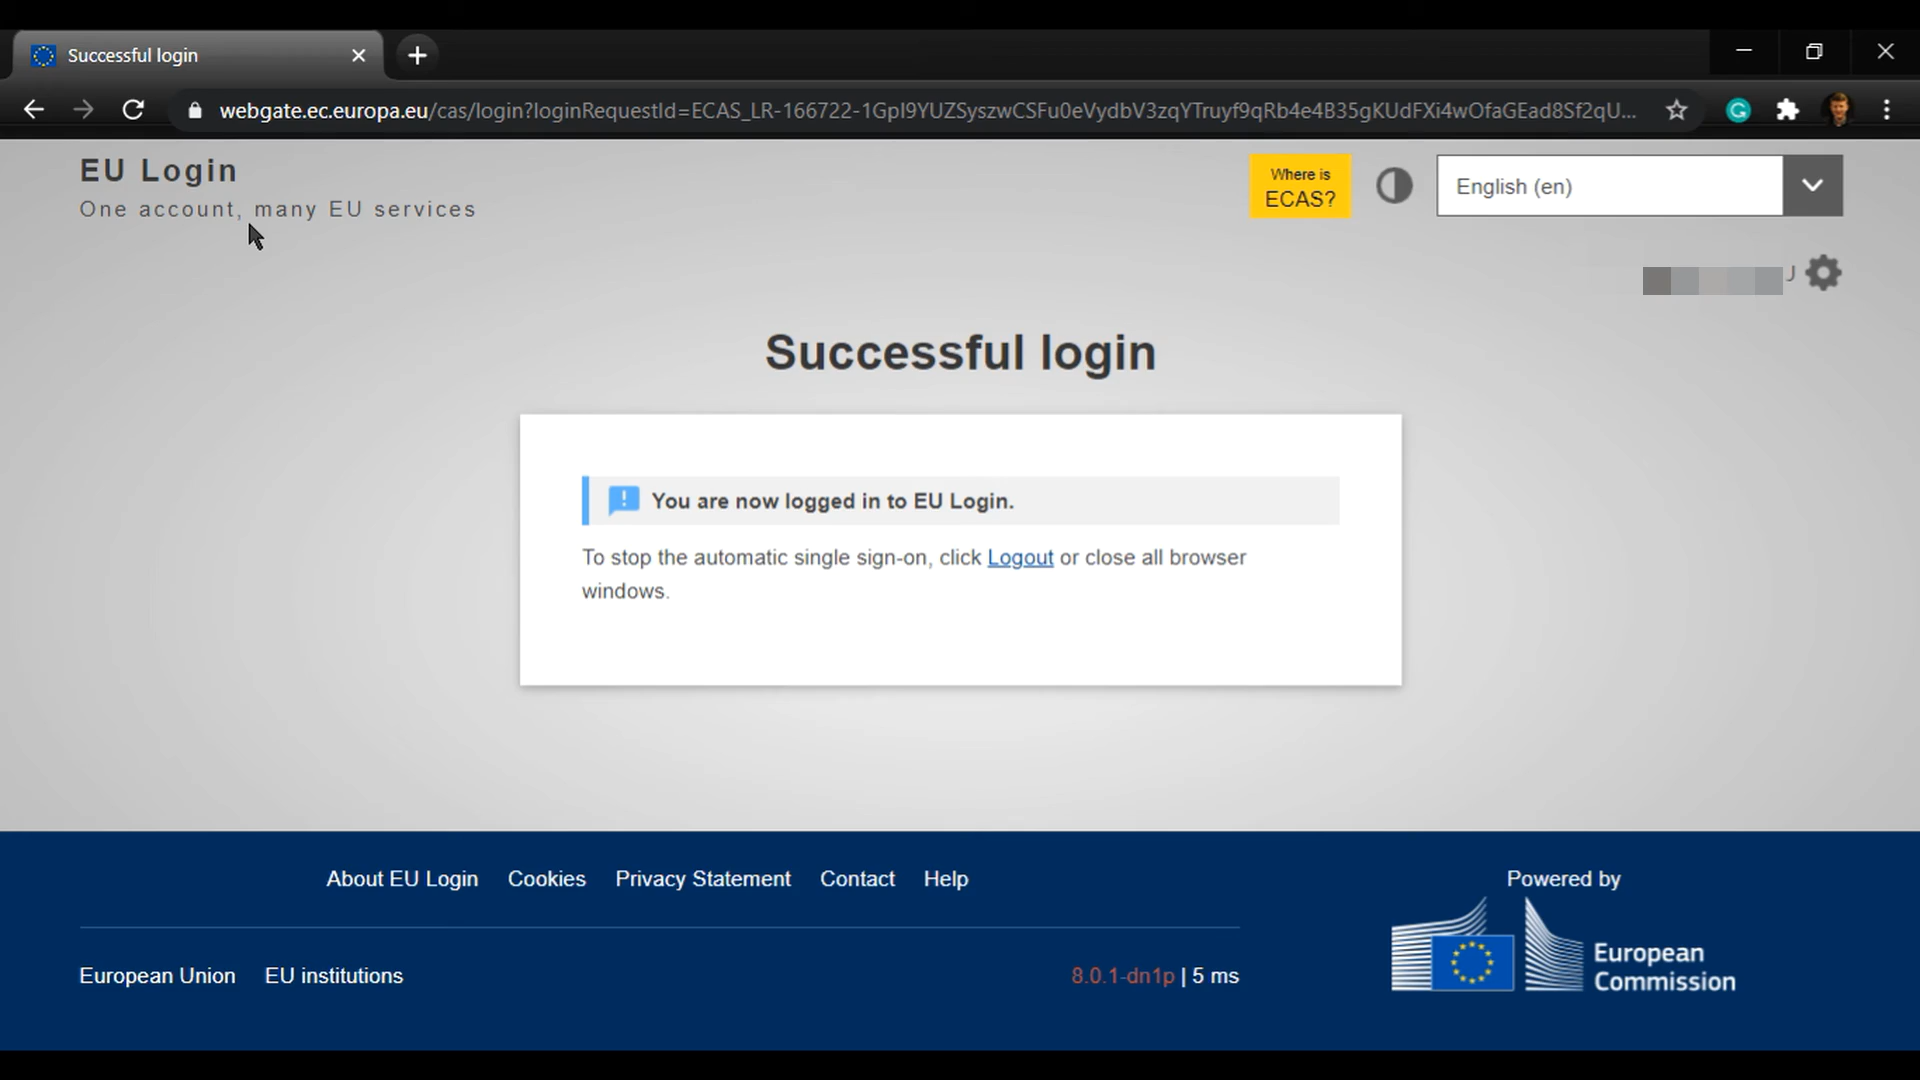 Successful login
webgate.ec.europa.eu/cas/login?loginRequestId=ECAS_LR-166722-1GpI9YUZSyszwCSFu0eVydbV3zqYTruyf9qRb4e4B35gKUdFXi4wOfaGEad8Sf2qU...
EU Login
One account, many EU services
Where is
ECAS?
English (en)
Successful login
You are now logged in to EU Login.
To stop the automatic single sign-on, click Logout or close all browser
windows.
About EU Login Cookies Privacy Statement Contact Help
Powered by
European Union EU institutions
8.0.1-dn1p | 5 ms
European
Commission